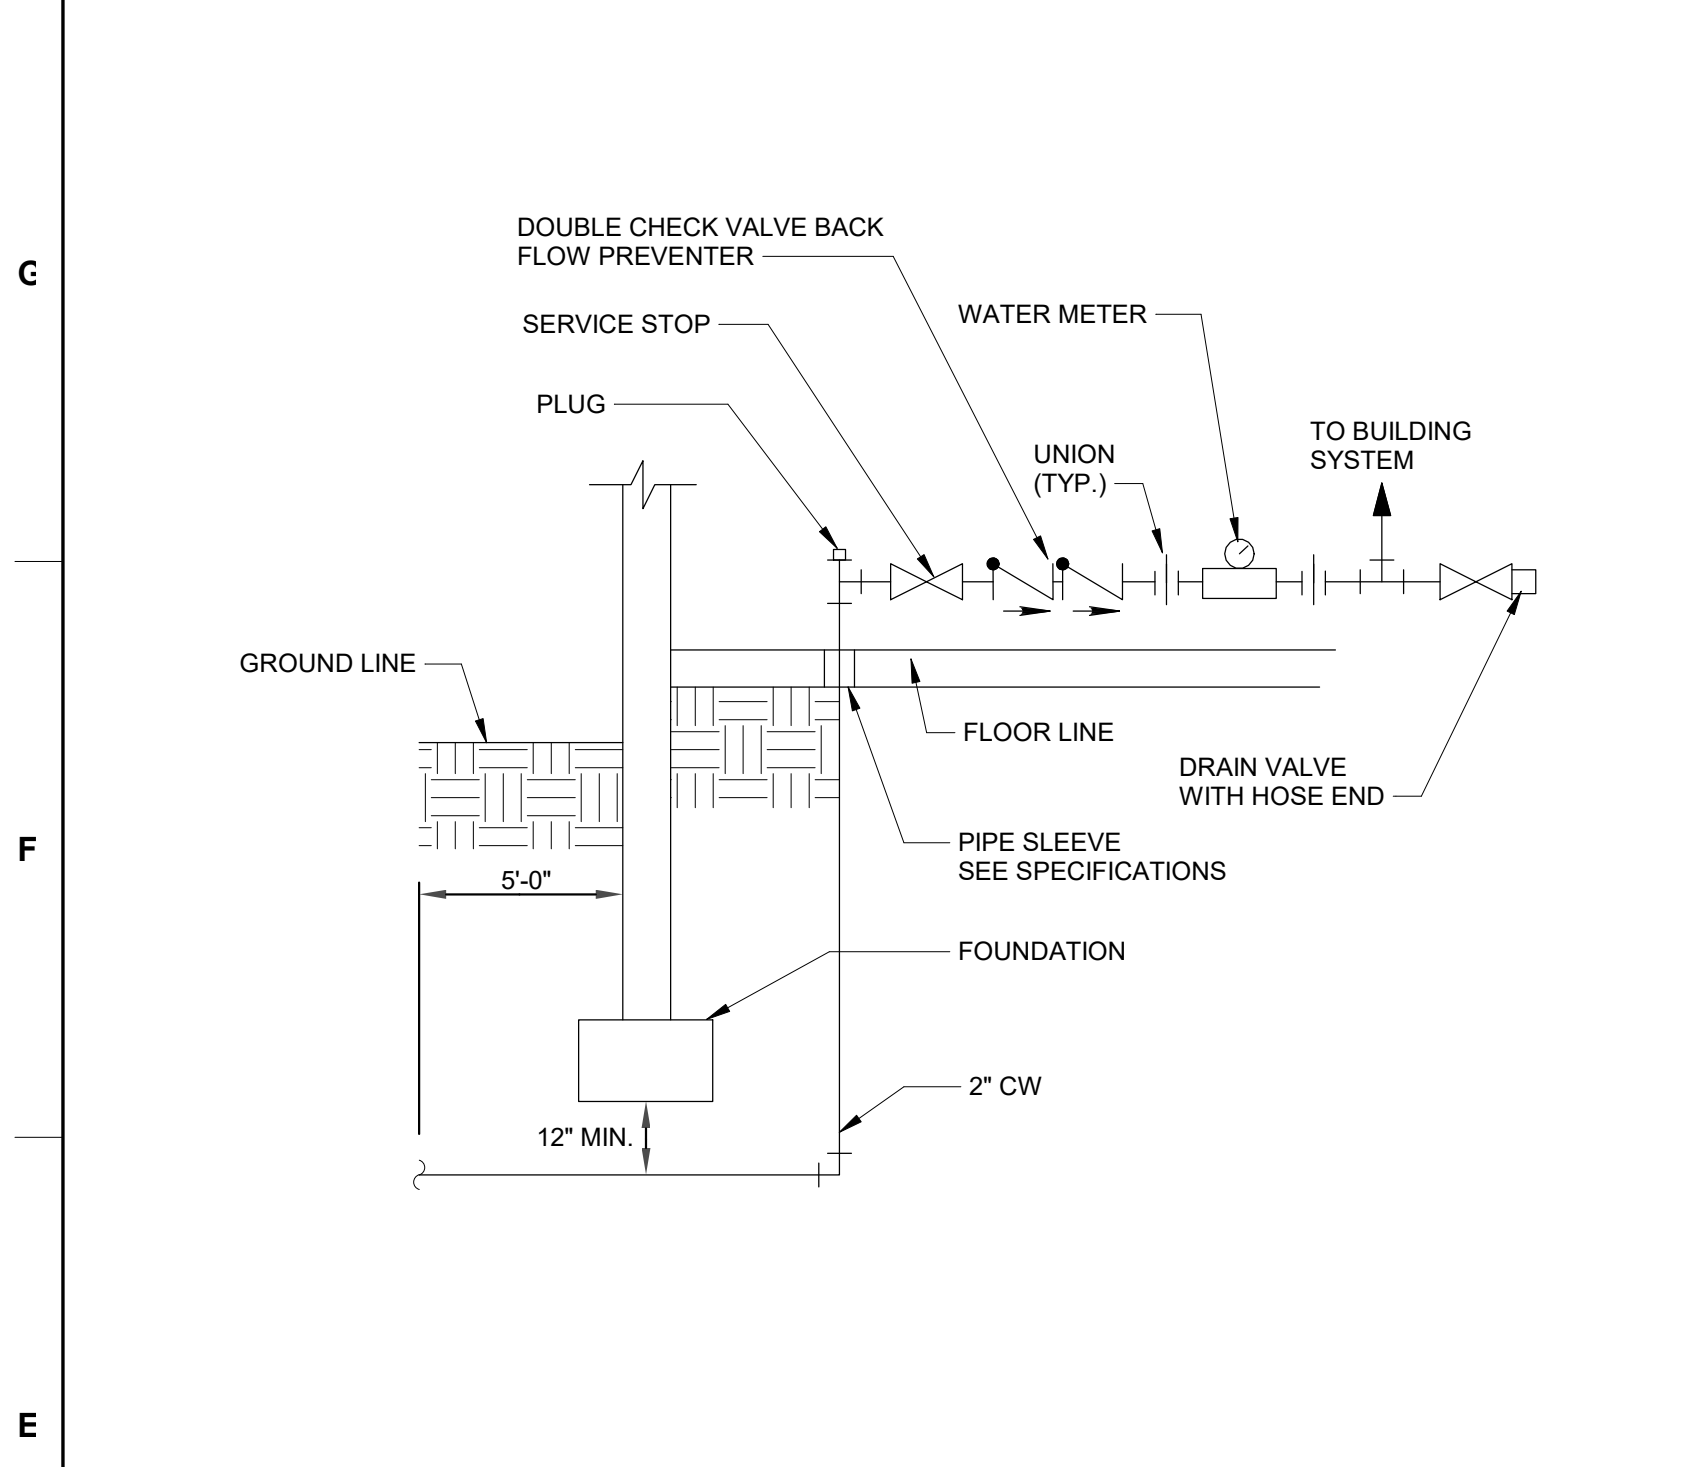 DOUBLE CHECK VALVE BACK
FLOW PREVENTER
G
WATER METER
SERVICE STOP
PLUG
TO BUILDING
SYSTEM
UNION
(TYP.)
GROUND LINE
FLOOR LINE
DRAIN VALVE
WITH HOSE END
F
PIPE SLEEVE
SEE SPECIFICATIONS
5'-0"
FOUNDATION
2" CW
12" MIN.
E